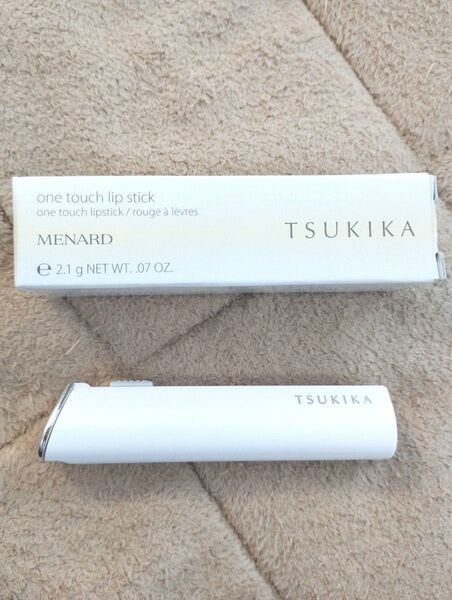 one touch lip stick
one touch lipstick / rouge à lèvres
MENARD
TSUKIKA
℮ 2.1 g NET WT. .07 OZ.
TSUKIKA